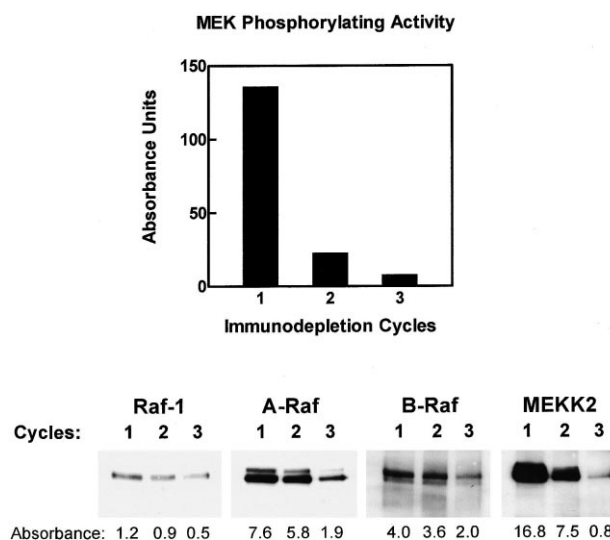 MEK Phosphorylating Activity
Absorbance Units
150
100
50
0
1 2 3
Immunodepletion Cycles
Raf-1 A-Raf B-Raf MEKK2
Cycles: 1 2 3 1 2 3 1 2 3 1 2 3
Absorbance: 1.2 0.9 0.5 7.6 5.8 1.9 4.0 3.6 2.0 16.8 7.5 0.8